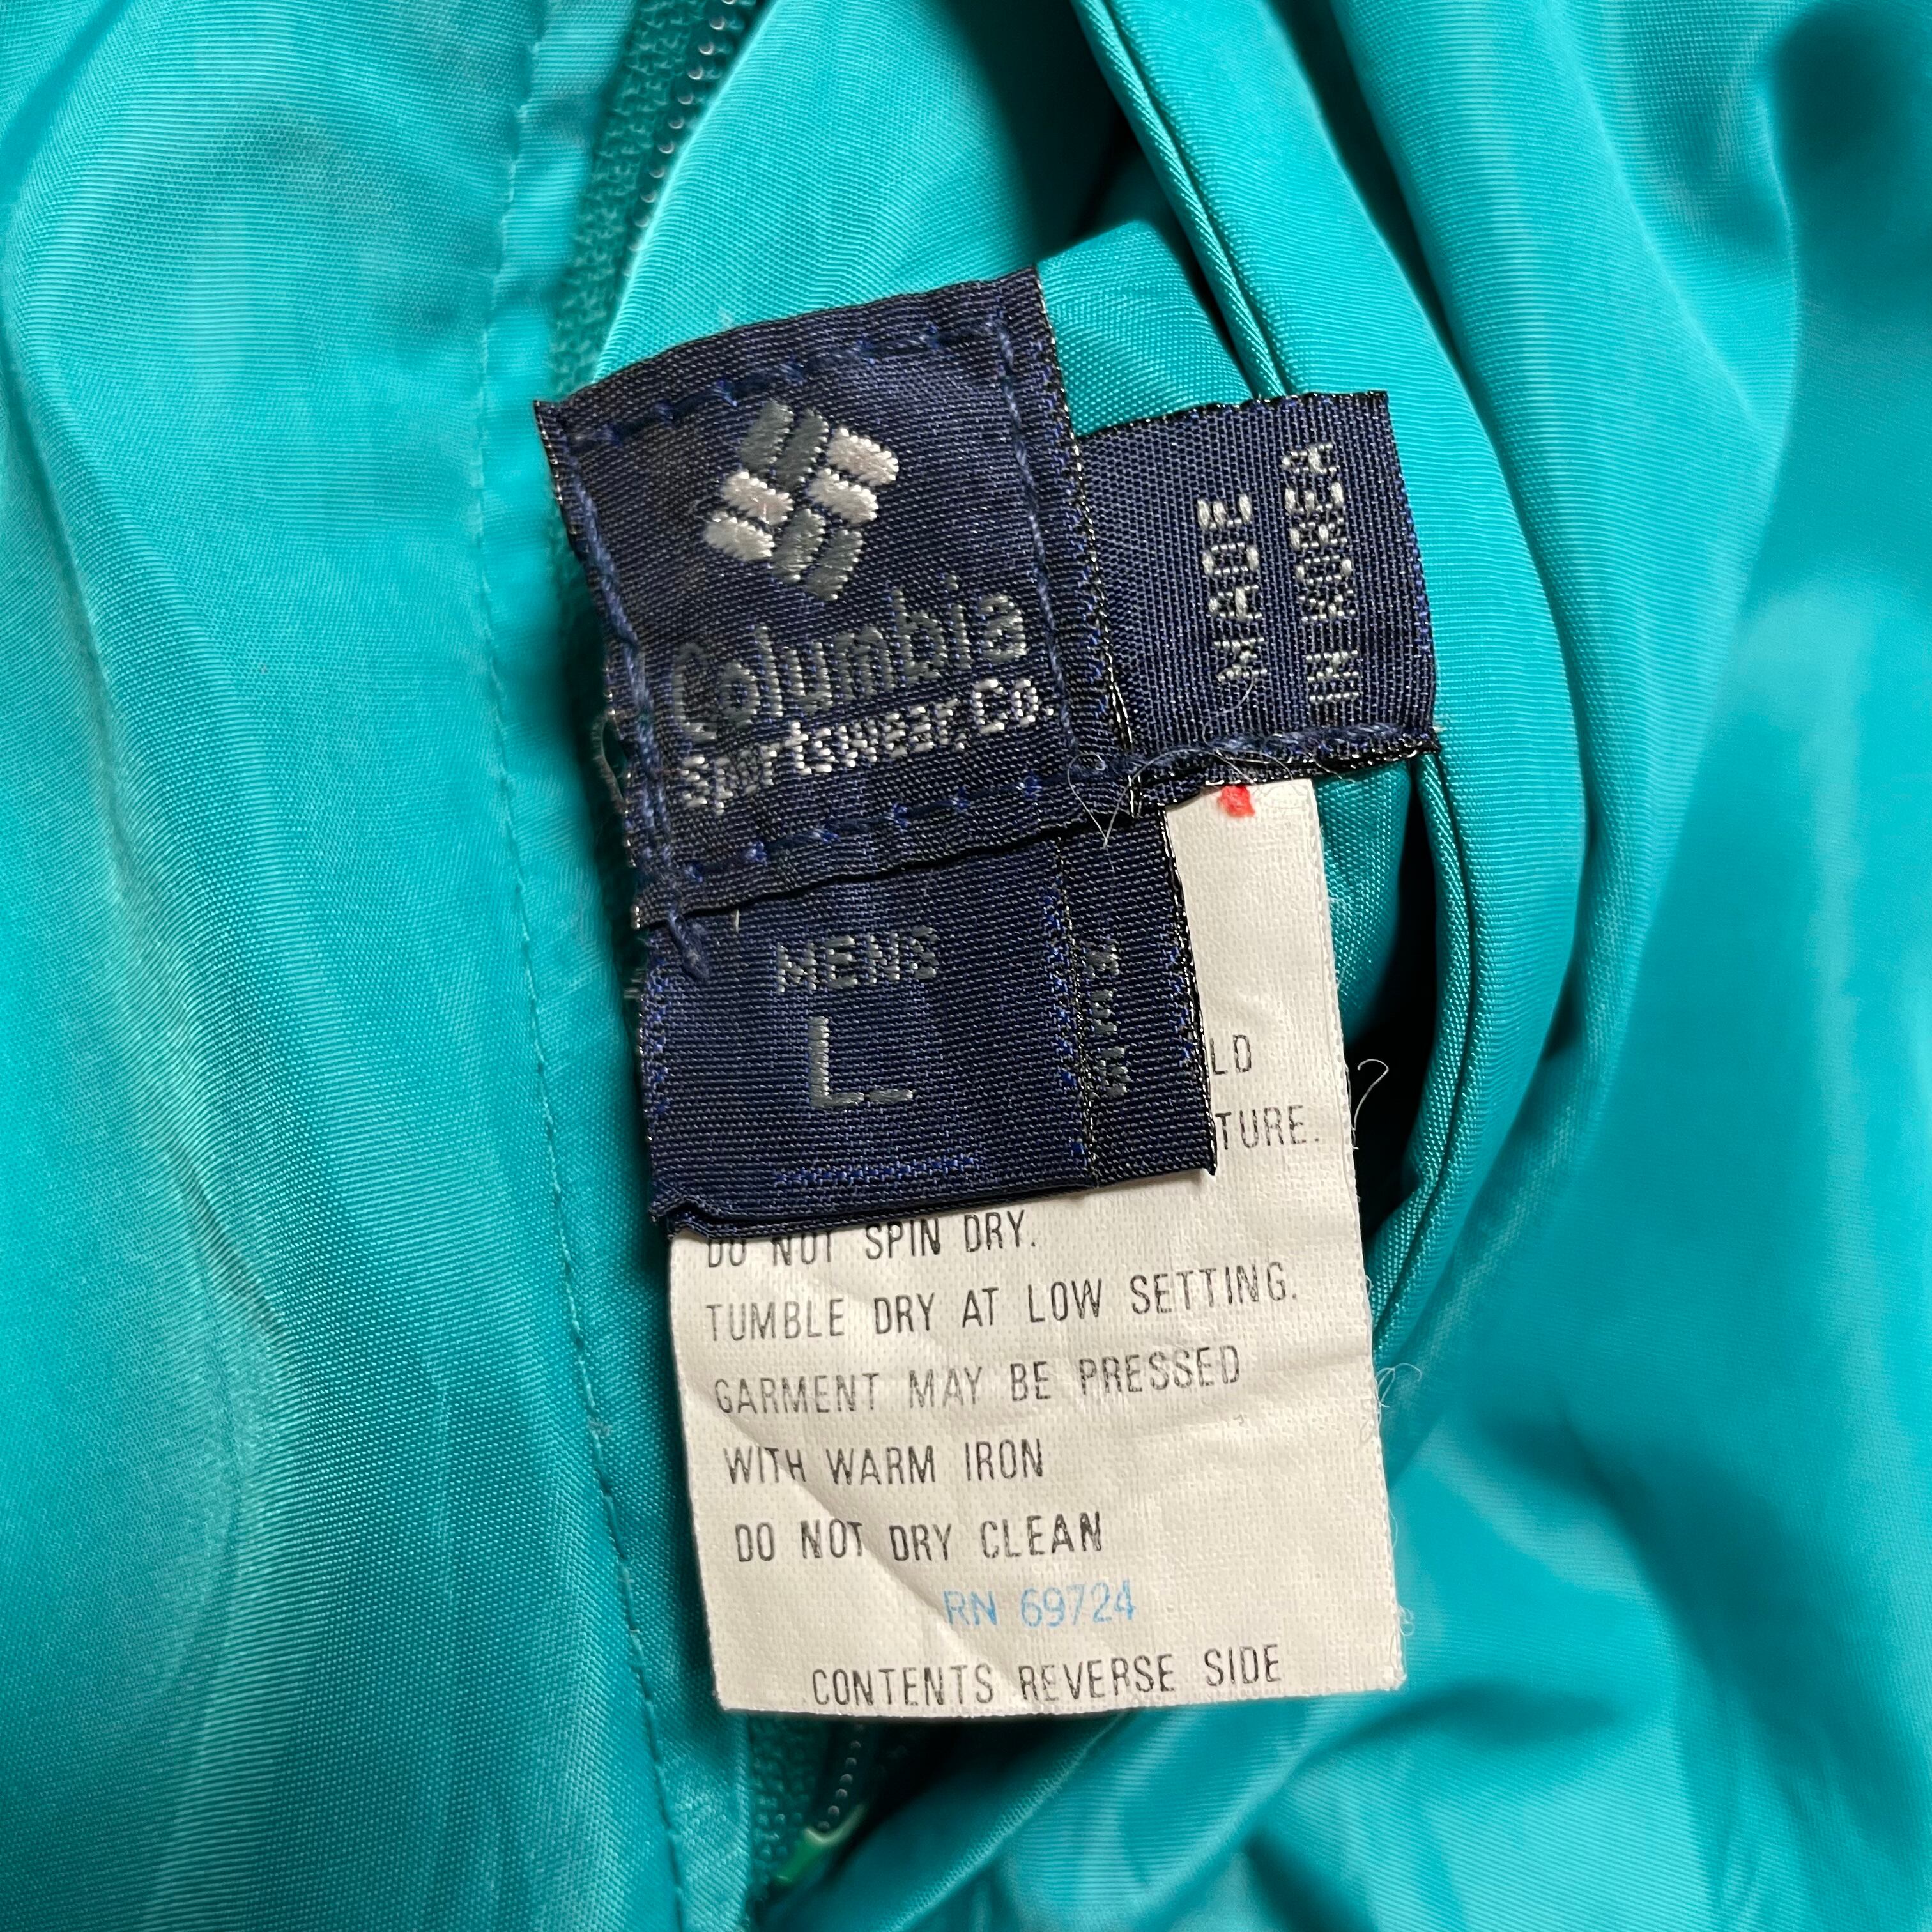 Columbia
Sportswear, Co.
MADE
IN KOREA
MENS
L
LD
TURE.
DO NOT SPIN DRY.
TUMBLE DRY AT LOW SETTING.
GARMENT MAY BE PRESSED
WITH WARM IRON
DO NOT DRY CLEAN
RN 69724
CONTENTS REVERSE SIDE